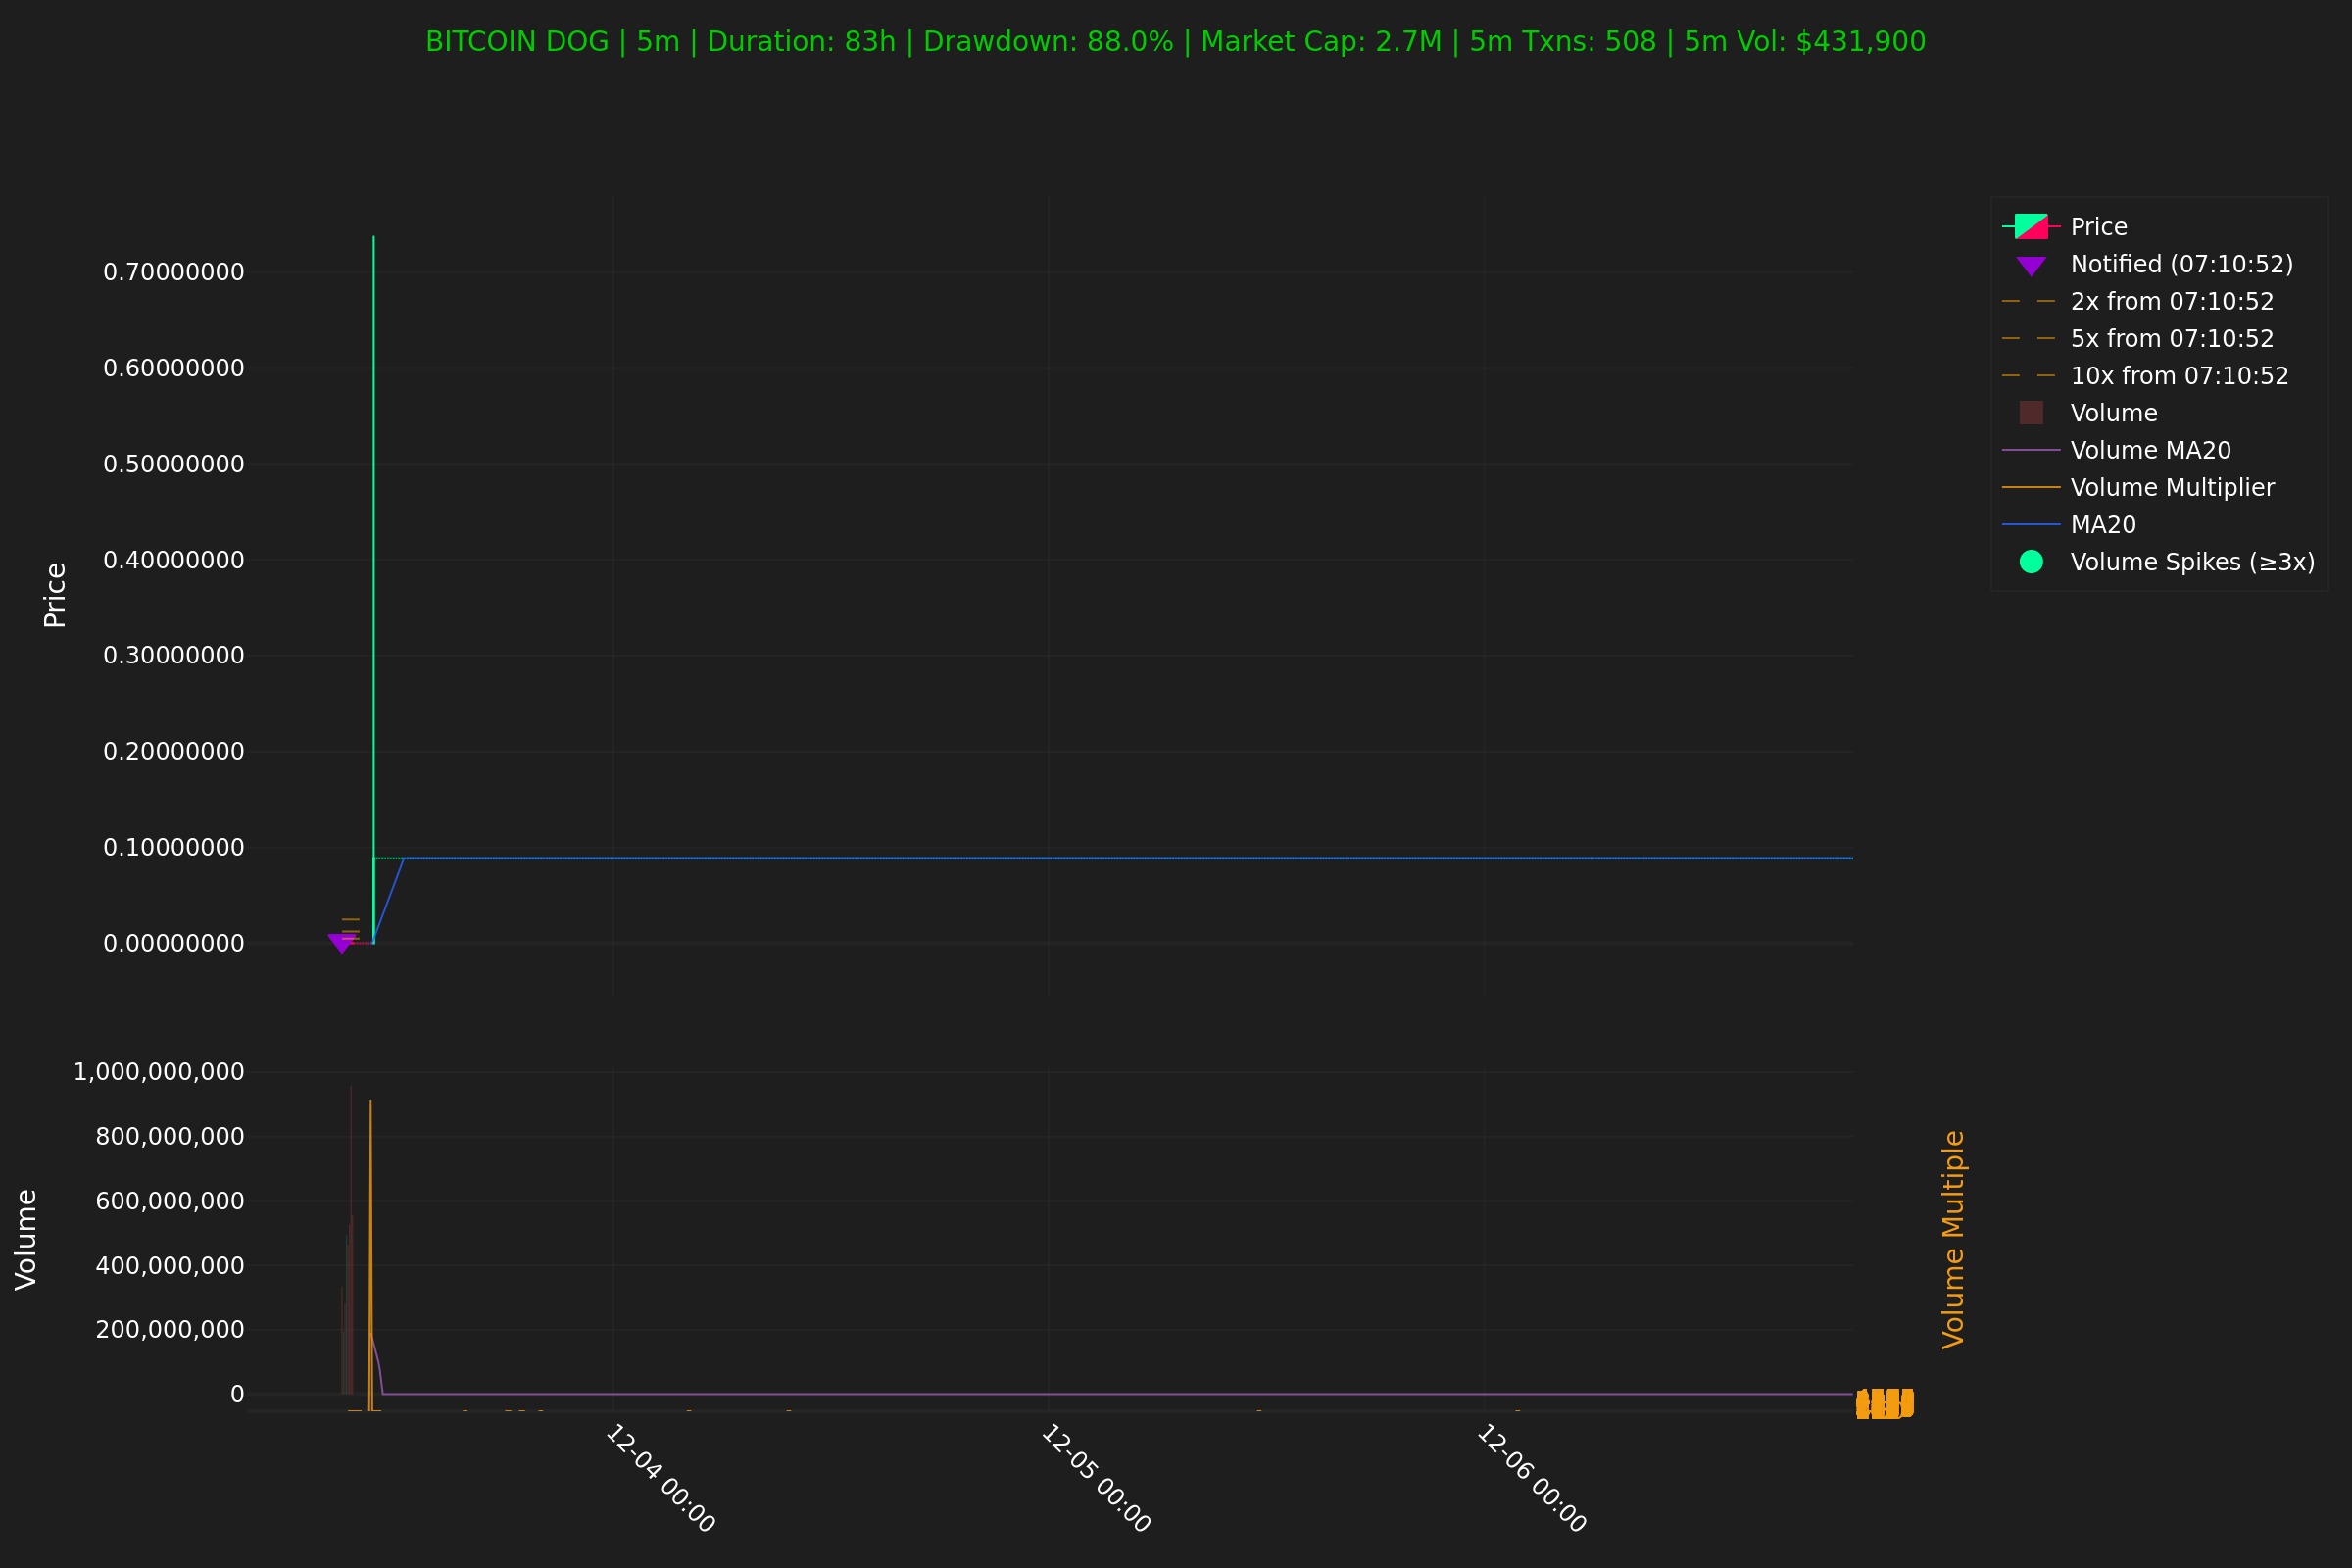 BITCOIN DOG | 5m | Duration: 83h | Drawdown: 88.0% | Market Cap: 2.7M | 5m Txns: 508 | 5m Vol: $431,900
Price
0.70000000
0.60000000
0.50000000
0.40000000
0.30000000
0.20000000
0.10000000
0.00000000
Price
Notified (07:10:52)
2x from 07:10:52
5x from 07:10:52
10x from 07:10:52
Volume
Volume MA20
Volume Multiplier
MA20
Volume Spikes (≥3x)
Volume
1,000,000,000
800,000,000
600,000,000
400,000,000
200,000,000
0
Volume Multiple
12-04 00:00
12-05 00:00
12-06 00:00